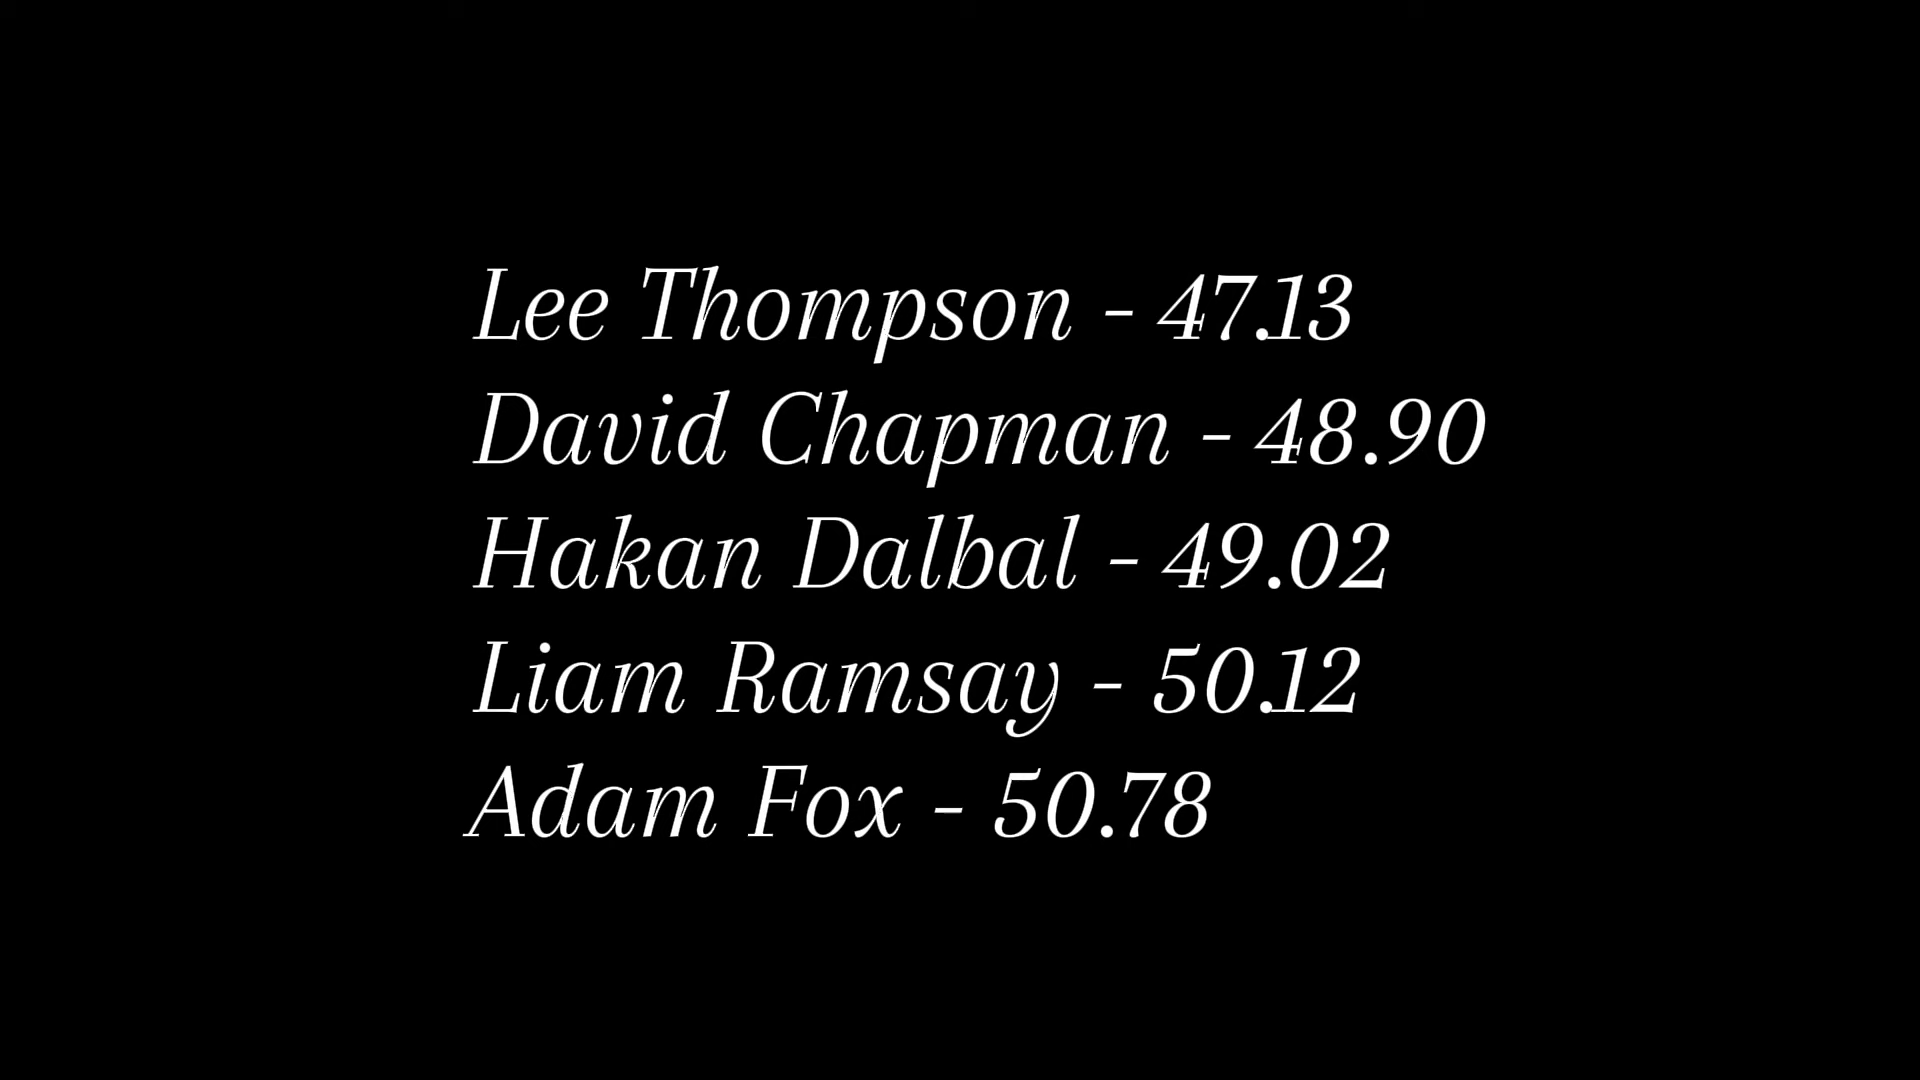 Lee Thompson - 47.13
David Chapman - 48.90
Hakan Dalbal - 49.02
Liam Ramsay - 50.12
Adam Fox - 50.78